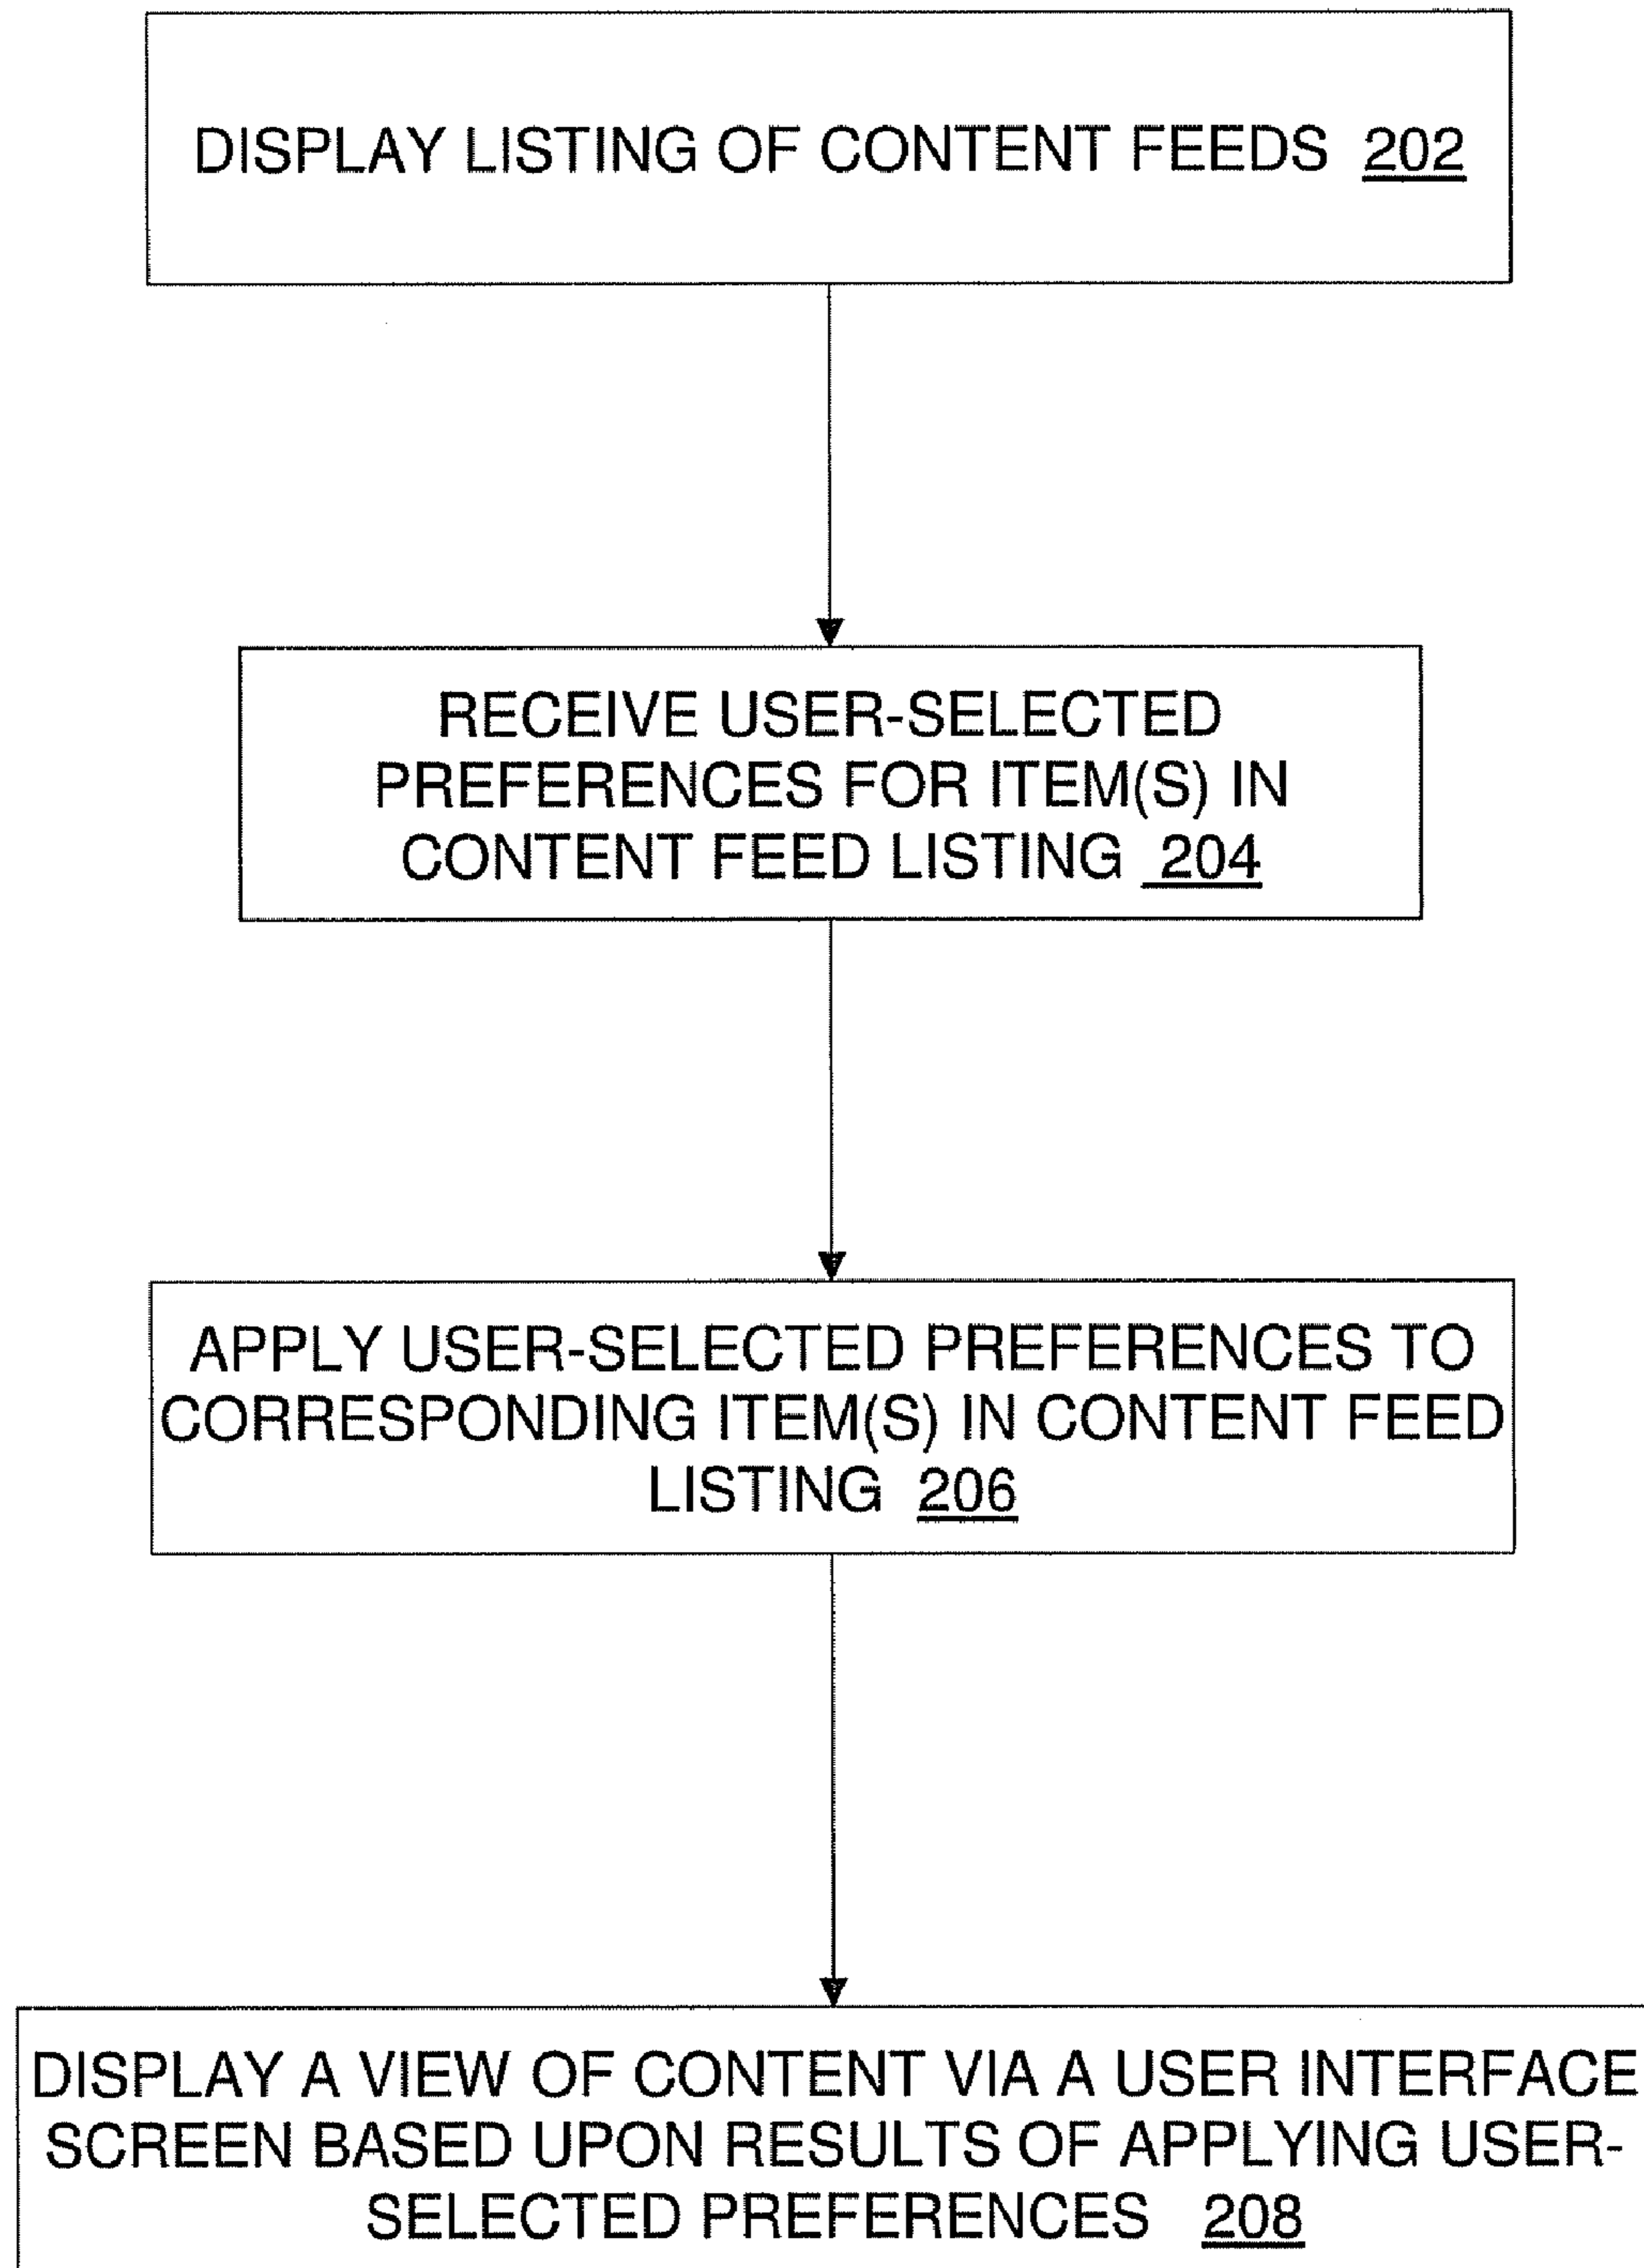 DISPLAY LISTING OF CONTENT FEEDS 202
RECEIVE USER-SELECTED
PREFERENCES FOR ITEM(S) IN
CONTENT FEED LISTING 204
APPLY USER-SELECTED PREFERENCES TO
CORRESPONDING ITEM(S) IN CONTENT FEED
LISTING 206
DISPLAY A VIEW OF CONTENT VIA A USER INTERFACE
SCREEN BASED UPON RESULTS OF APPLYING USER-
SELECTED PREFERENCES 208